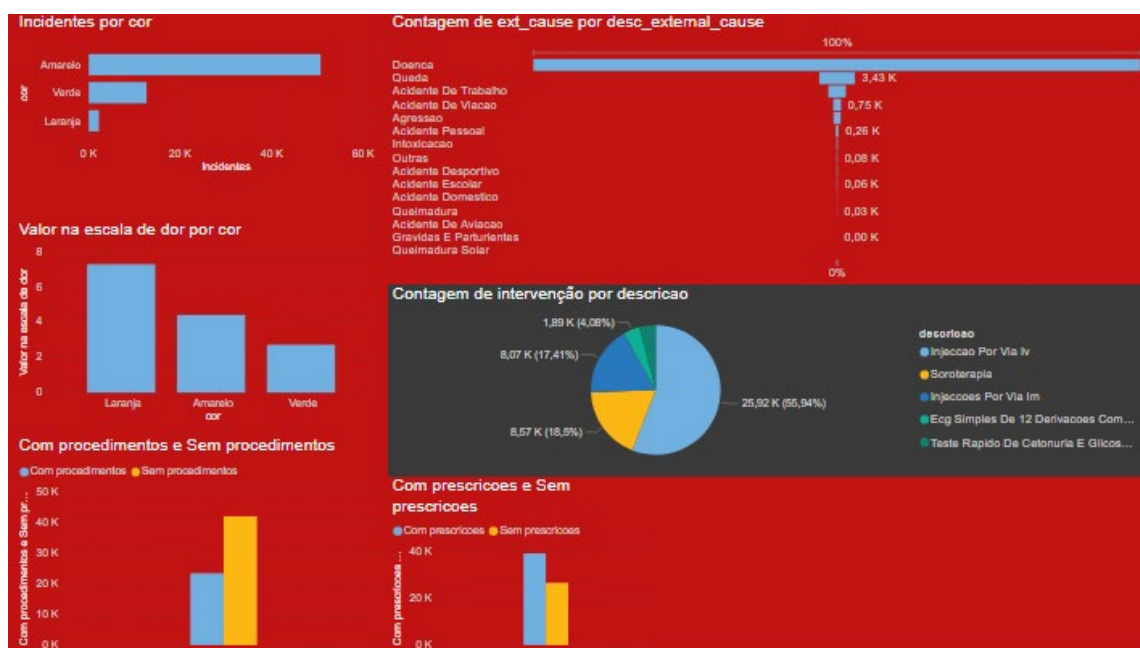 Incidentes por cor
cor
Amarelo
Verde
Laranja
0 K 20 K 40 K 60 K
Incidentes
Contagem de ext_cause por desc_external_cause
100%
Doenca
Queda
3,43 K
Acidente De Trabalho
Acidente De Viacao
0,75 K
Agressao
Acidente Pessoal
0,26 K
Intoxicacao
Outras
0,08 K
Acidente Desportivo
Acidente Escolar
0,06 K
Acidente Domestico
Queimadura
0,03 K
Acidente De Aviacao
Gravidas E Parturientes
0,00 K
Queimadura Solar
0%
Valor na escala de dor por cor
Valor na escala de dor
8
6
4
2
0
Laranja Amarelo Verde
cor
Contagem de intervenção por descricao
1,89 K (4,08%)
8,07 K (17,41%)
8,57 K (18,5%)
25,92 K (55,94%)
descricao
Injeccao Por Via Iv
Soroterapia
Injeccoes Por Via Im
Ecg Simples De 12 Derivacoes Com...
Teste Rapido De Cetonuria E Glicos...
Com procedimentos e Sem procedimentos
Com procedimentos Sem procedimentos
Com procedimentos e Sem pr...
50 K
40 K
30 K
20 K
10 K
0 K
Com prescricoes e Sem
prescricoes
Com prescricoes Sem prescricoes
Com prescricoes ...
40 K
20 K
0 K